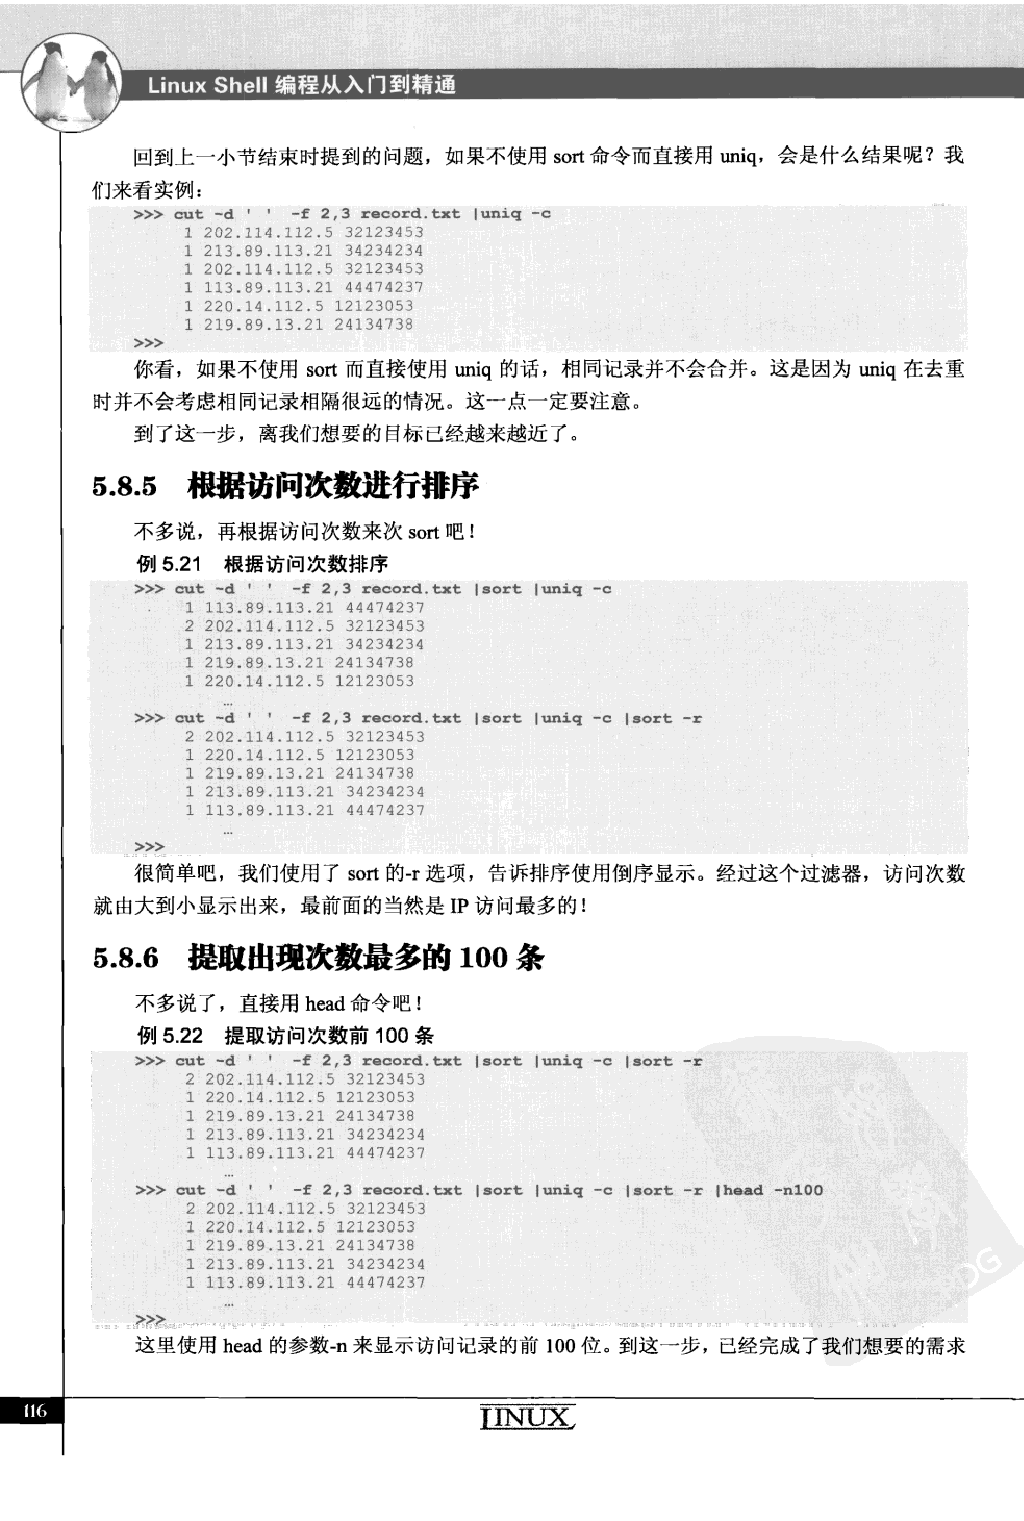 Linux Shell 编程从入门到精通
回到上一小节结束时提到的问题，如果不使用 sort 命令而直接用 uniq，会是什么结果呢？我
们来看实例：
>>> cut -d ' ' -f 2,3 record.txt |uniq -c
1 202.114.112.5 32123453
1 213.89.113.21 34234234
1 202.114.112.5 32123453
1 113.89.113.21 44474237
1 220.14.112.5 12123053
1 219.89.13.21 24134738
>>>
你看，如果不使用 sort 而直接使用 uniq 的话，相同记录并不会合并。这是因为 uniq 在去重
时并不会考虑相同记录相隔很远的情况。这一点一定要注意。
到了这一步，离我们想要的目标已经越来越近了。
5.8.5 根据访问次数进行排序
不多说，再根据访问次数来次 sort 吧！
例 5.21 根据访问次数排序
>>> cut -d ' ' -f 2,3 record.txt |sort |uniq -c
1 113.89.113.21 44474237
2 202.114.112.5 32123453
1 213.89.113.21 34234234
1 219.89.13.21 24134738
1 220.14.112.5 12123053
…
>>> cut -d ' ' -f 2,3 record.txt |sort |uniq -c |sort -r
2 202.114.112.5 32123453
1 220.14.112.5 12123053
1 219.89.13.21 24134738
1 213.89.113.21 34234234
1 113.89.113.21 44474237
…
>>>
很简单吧，我们使用了 sort 的-r 选项，告诉排序使用倒序显示。经过这个过滤器，访问次数
就由大到小显示出来，最前面的当然是 IP 访问最多的！
5.8.6 提取出现次数最多的 100 条
不多说了，直接用 head 命令吧！
例 5.22 提取访问次数前 100 条
>>> cut -d ' ' -f 2,3 record.txt |sort |uniq -c |sort -r
2 202.114.112.5 32123453
1 220.14.112.5 12123053
1 219.89.13.21 24134738
1 213.89.113.21 34234234
1 113.89.113.21 44474237
…
>>> cut -d ' ' -f 2,3 record.txt |sort |uniq -c |sort -r |head -n100
2 202.114.112.5 32123453
1 220.14.112.5 12123053
1 219.89.13.21 24134738
1 213.89.113.21 34234234
1 113.89.113.21 44474237
…
>>>
这里使用 head 的参数-n 来显示访问记录的前 100 位。到这一步，已经完成了我们想要的需求
116
LINUX